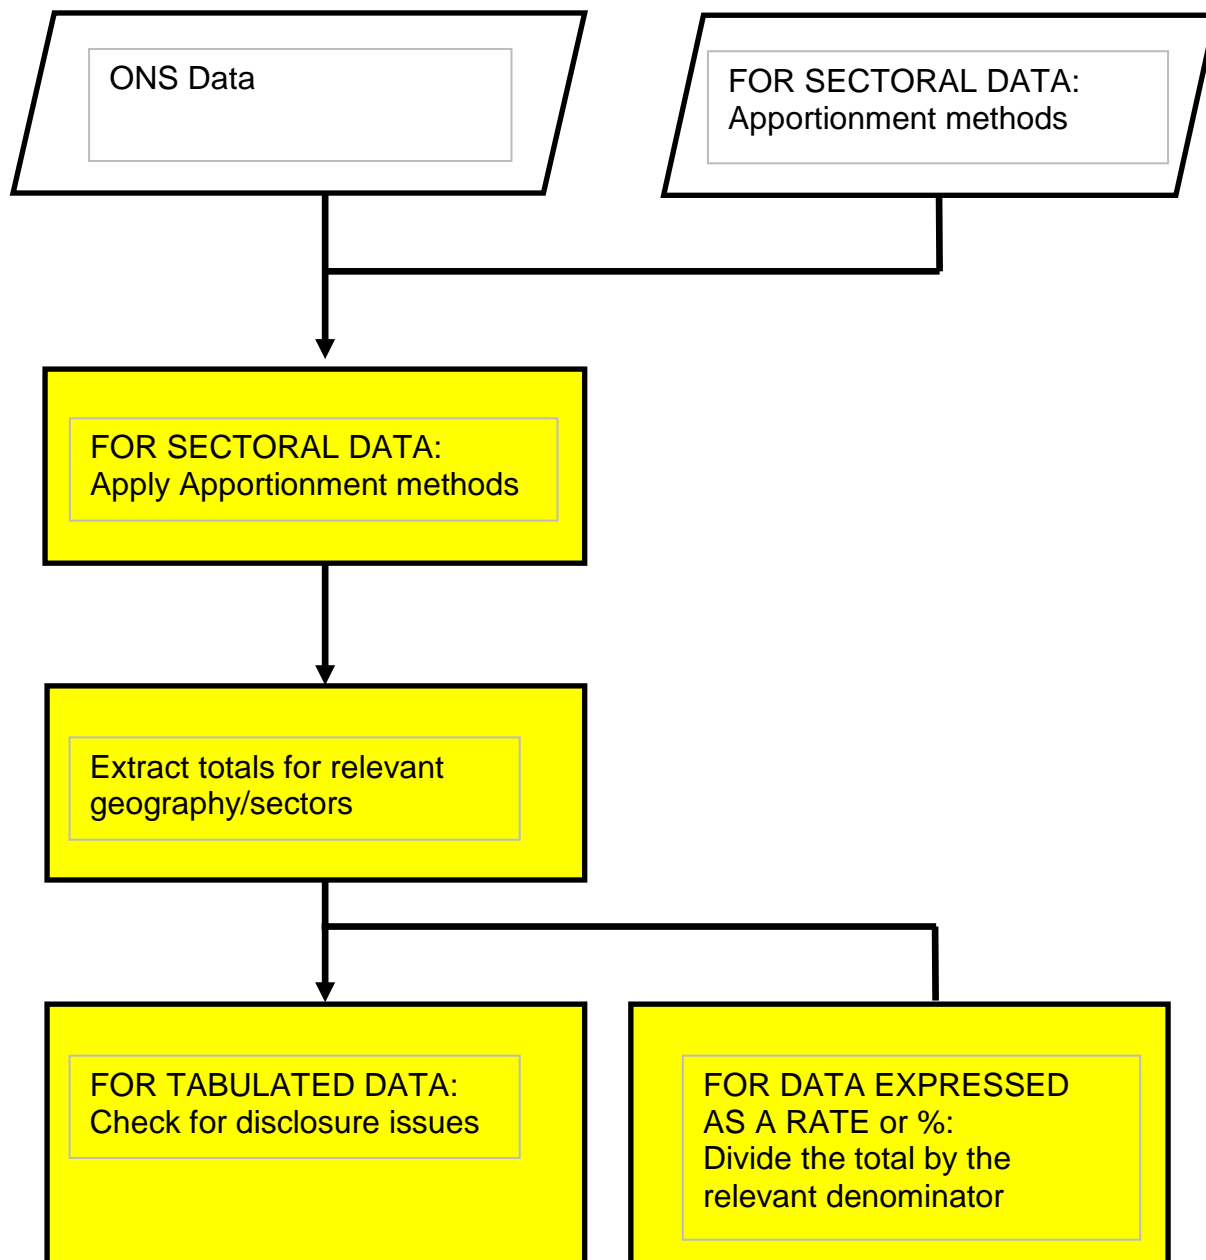 ONS Data
FOR SECTORAL DATA:
Apportionment methods
FOR SECTORAL DATA:
Apply Apportionment methods
Extract totals for relevant
geography/sectors
FOR TABULATED DATA:
Check for disclosure issues
FOR DATA EXPRESSED
AS A RATE or %:
Divide the total by the
relevant denominator